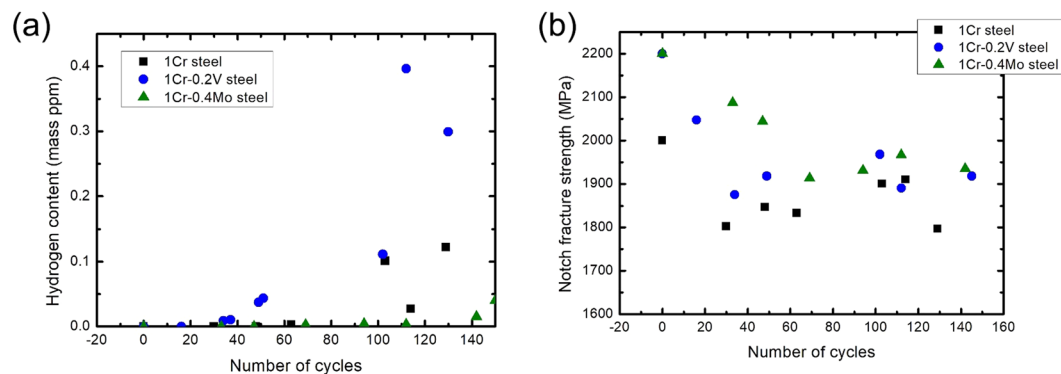 (a)
1Cr steel
1Cr-0.2V steel
1Cr-0.4Mo steel
Hydrogen content (mass ppm)
0.4
0.3
0.2
0.1
0.0
-20 0 20 40 60 80 100 120 140
Number of cycles
(b)
1Cr steel
1Cr-0.2V steel
1Cr-0.4Mo steel
Notch fracture strength (MPa)
2200
2100
2000
1900
1800
1700
1600
-20 0 20 40 60 80 100 120 140 160
Number of cycles